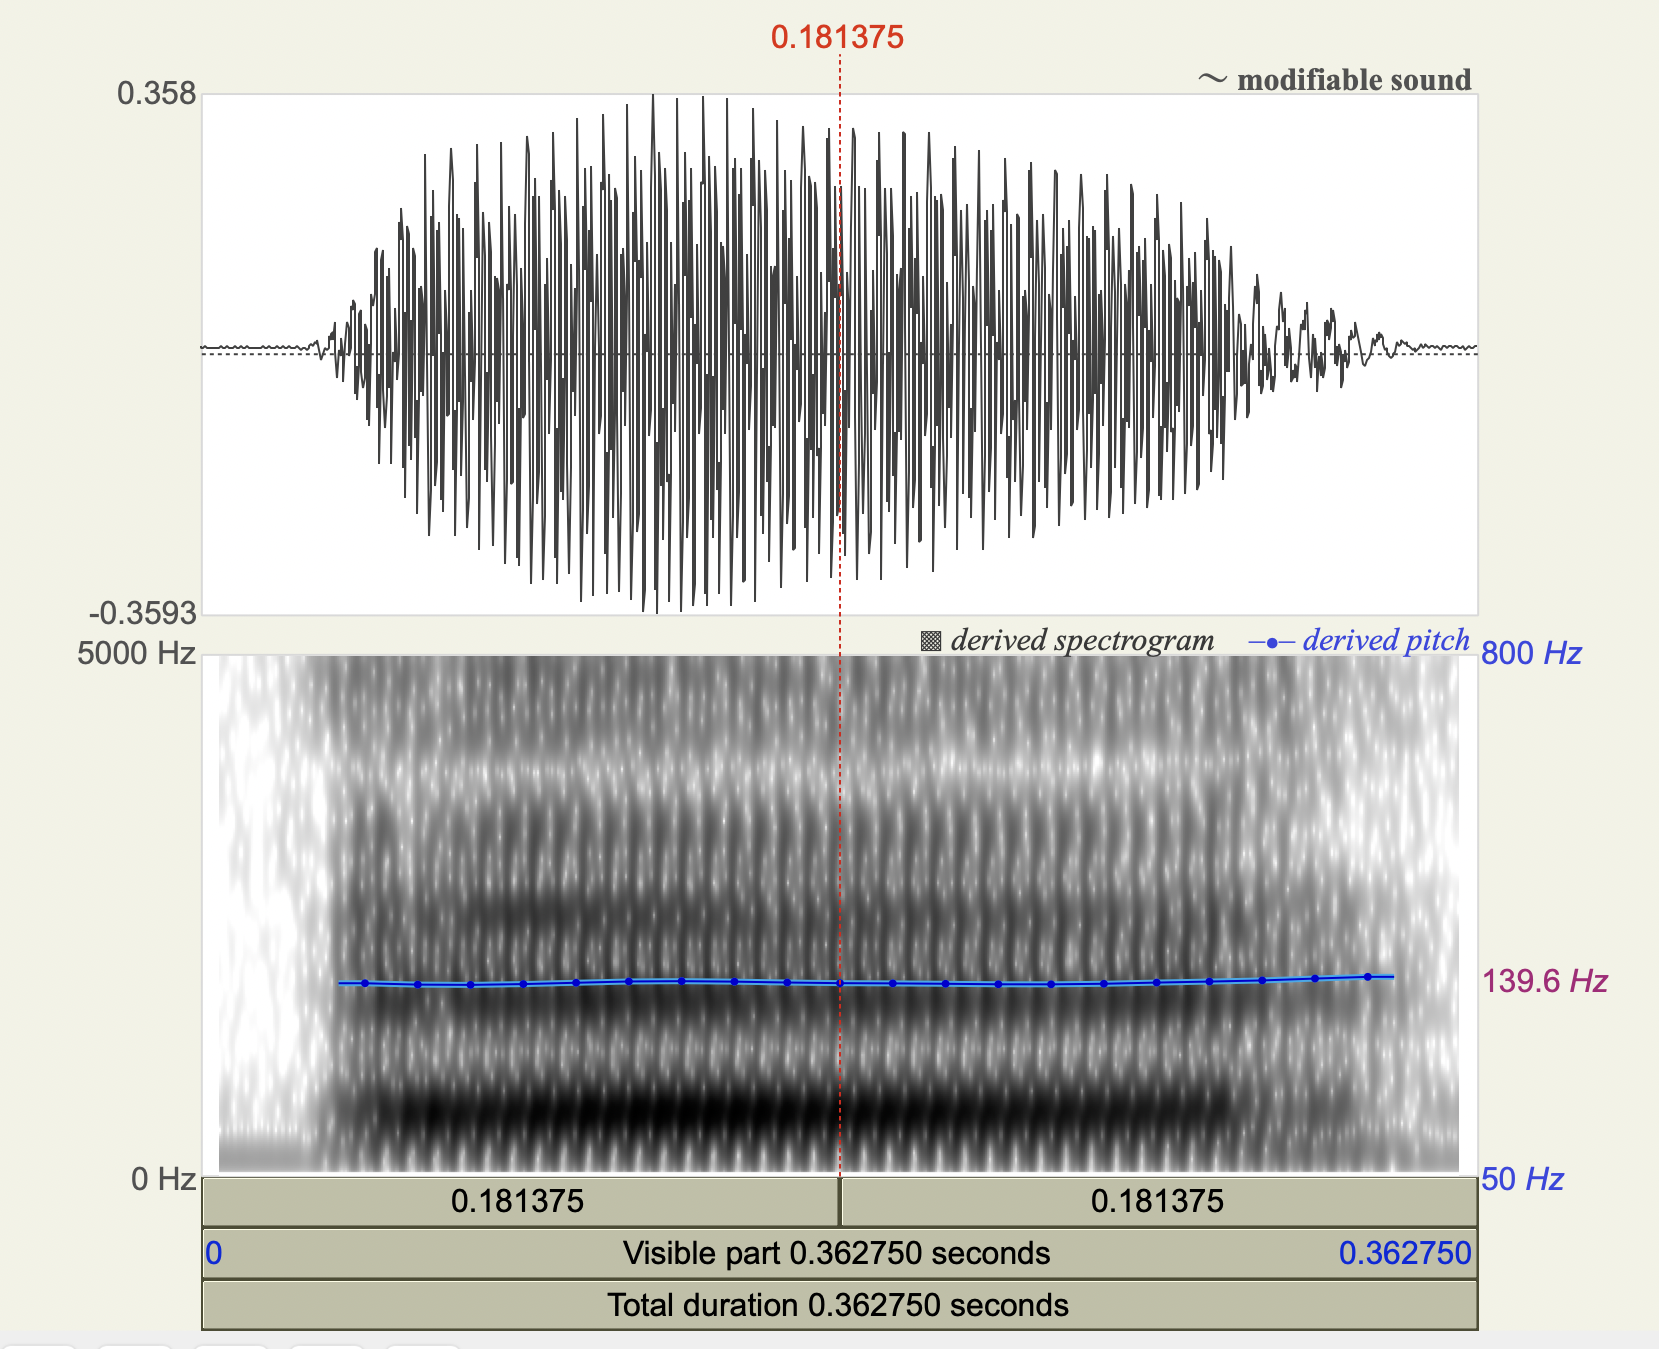 0.181375
~ modifiable sound
0.358
-0.3593
derived spectrogram derived pitch
5000 Hz 800 Hz
139.6 Hz
0 Hz 50 Hz
0.181375 0.181375
0 Visible part 0.362750 seconds 0.362750
Total duration 0.362750 seconds